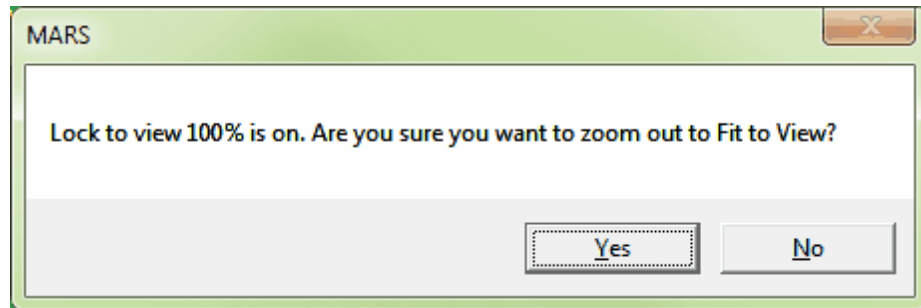 MARS
Lock to view 100% is on. Are you sure you want to zoom out to Fit to View?
Yes
No